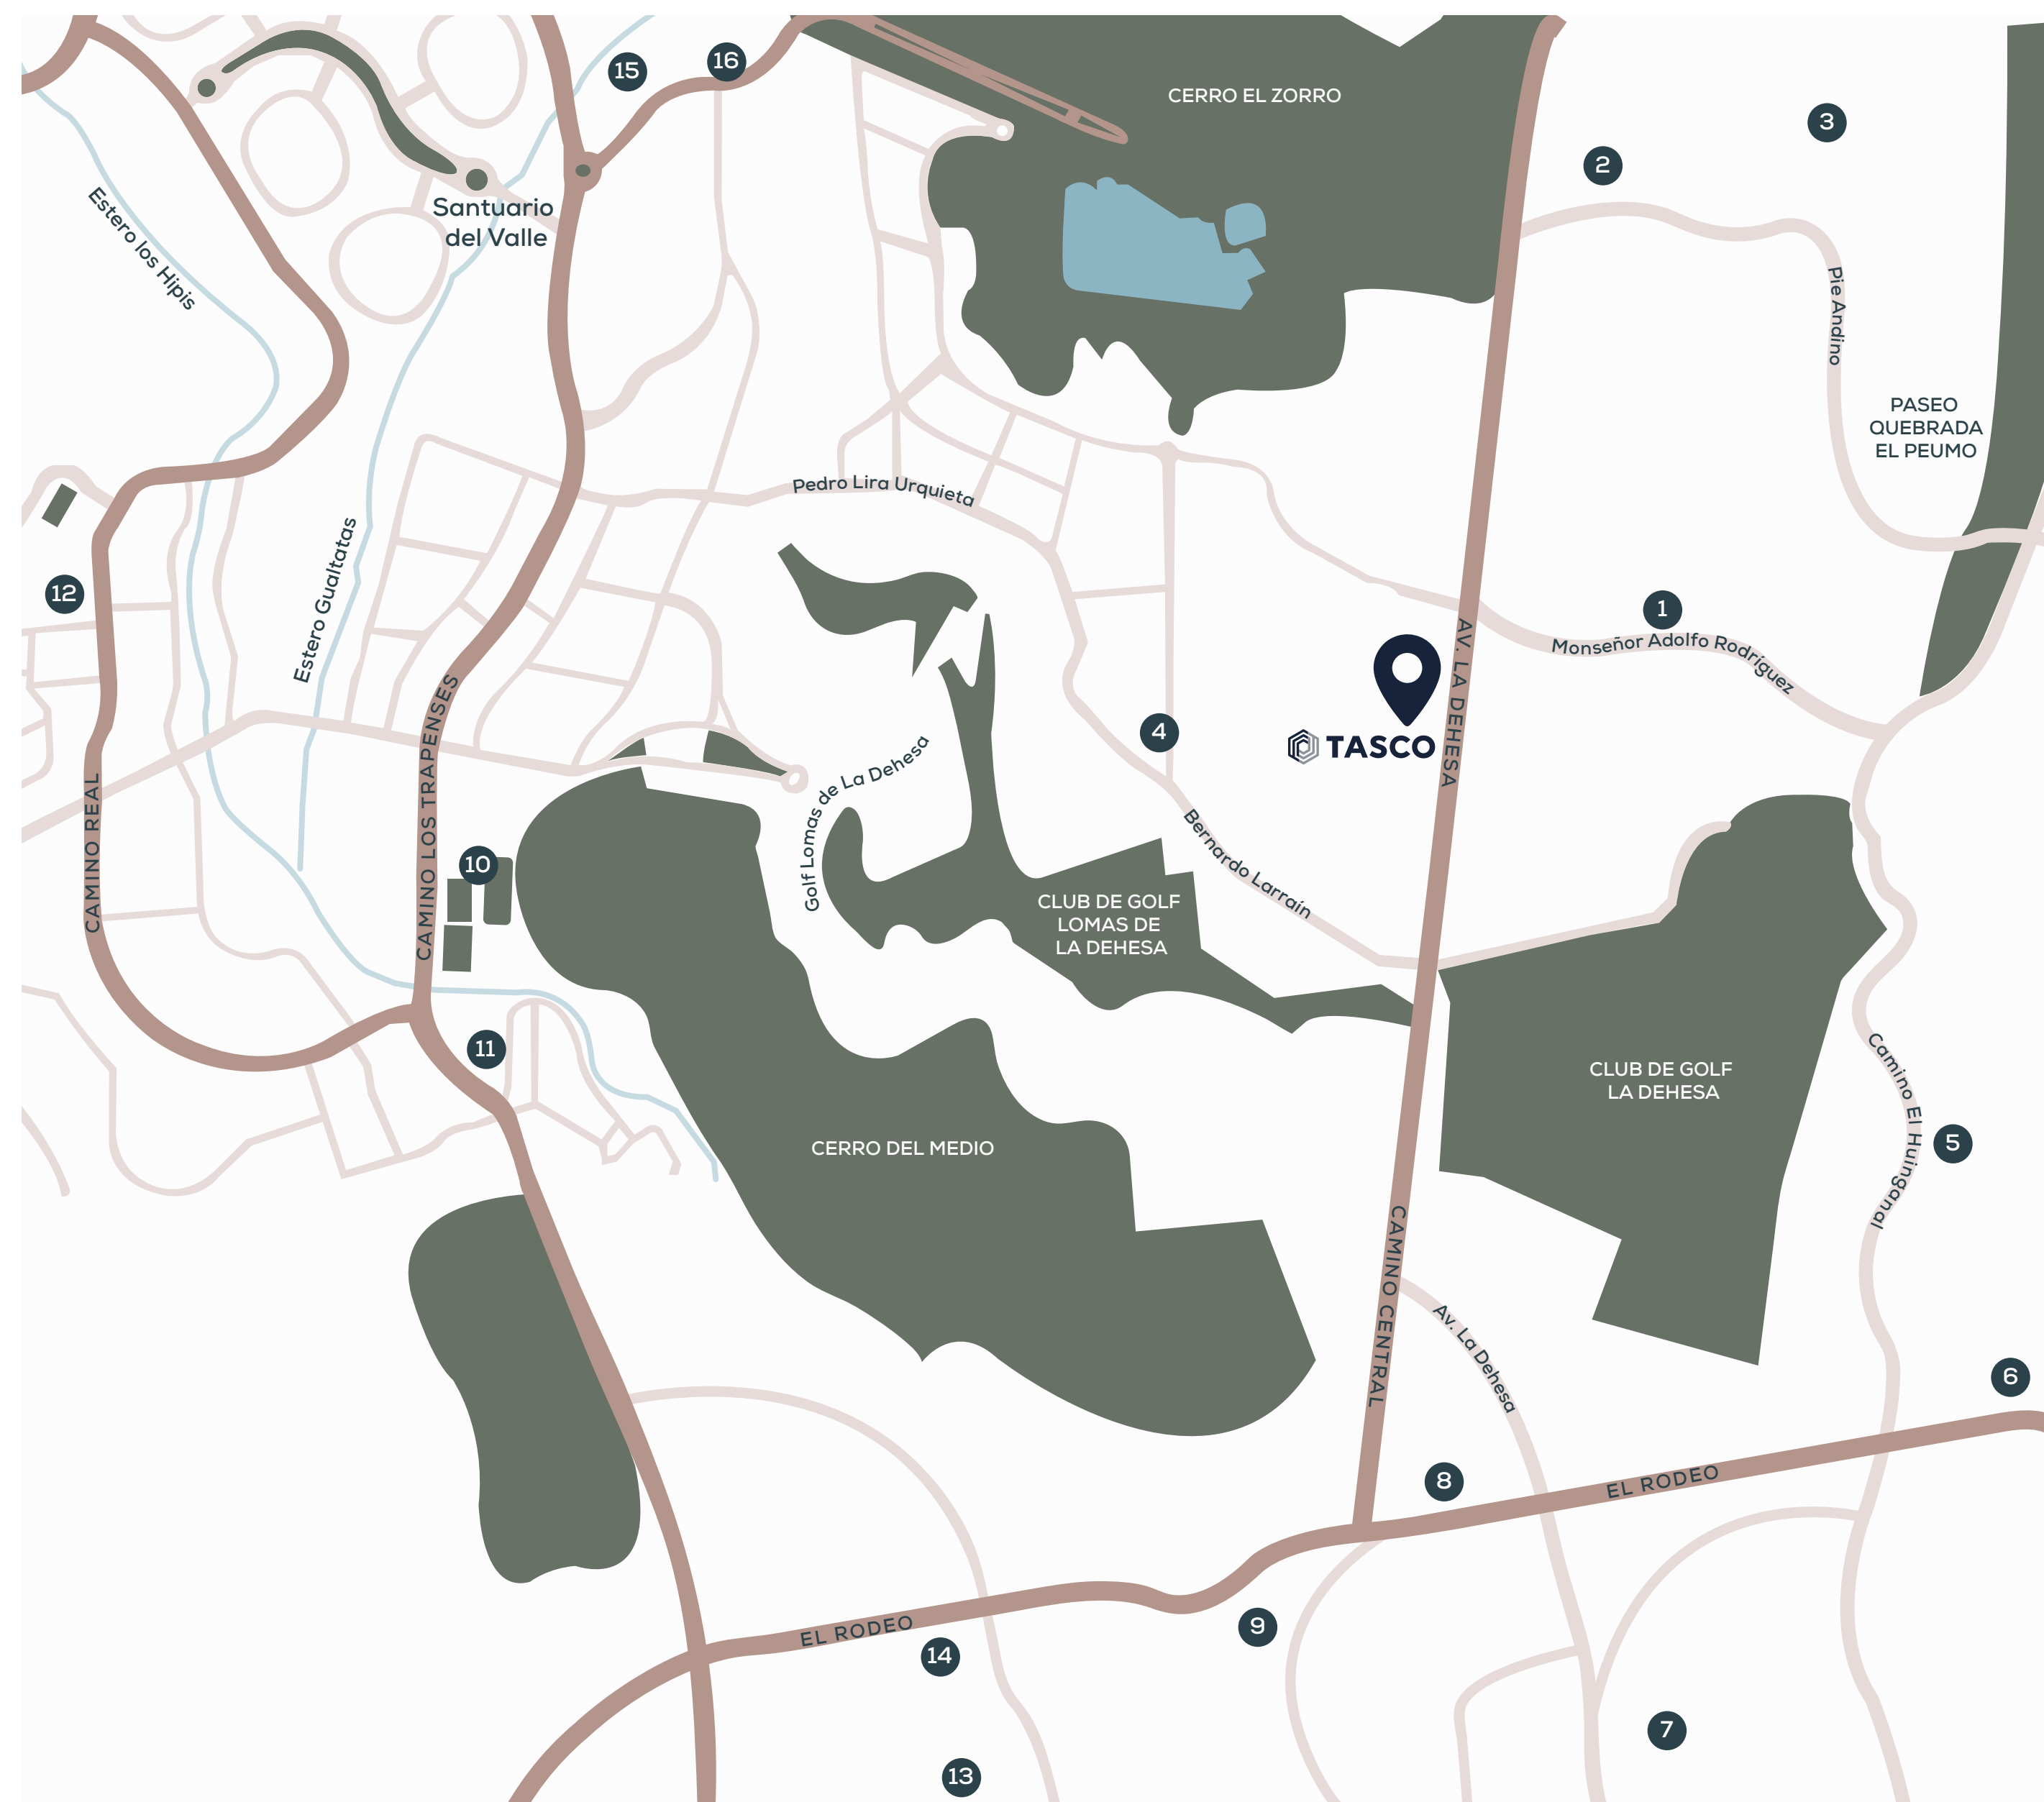 15
16
CERRO EL ZORRO
3
2
Santuario
del Valle
Estero los Hipis
Pie Andino
PASEO
QUEBRADA
EL PEUMO
Pedro Lira Urquieta
12
Estero Gualtatas
1
Monseñor Adolfo Rodríguez
AV. LA DEHESA
TASCO
4
Golf Lomas de La Dehesa
CAMINO REAL
CAMINO LOS TRAPENSES
10
Bernardo Larraín
CLUB DE GOLF
LOMAS DE
LA DEHESA
11
CLUB DE GOLF
LA DEHESA
Camino El Huinganal
5
CERRO DEL MEDIO
CAMINO CENTRAL
Av. La Dehesa
6
8
EL RODEO
EL RODEO
9
14
7
13